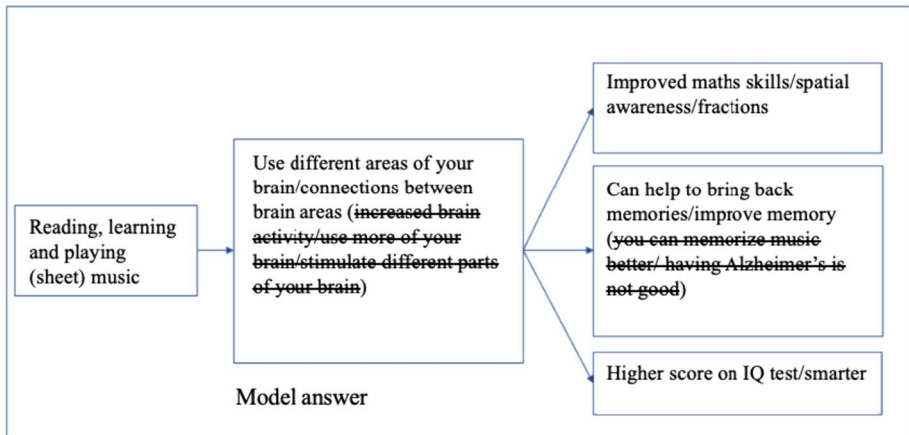 Reading, learning
and playing
(sheet) music
Use different areas of your
brain/connections between
brain areas (increased brain
activity/use more of your
brain/stimulate different parts
of your brain)
Model answer
Improved maths skills/spatial
awareness/fractions
Can help to bring back
memories/improve memory
(you can memorize music
better/ having Alzheimer’s is
not good)
Higher score on IQ test/smarter